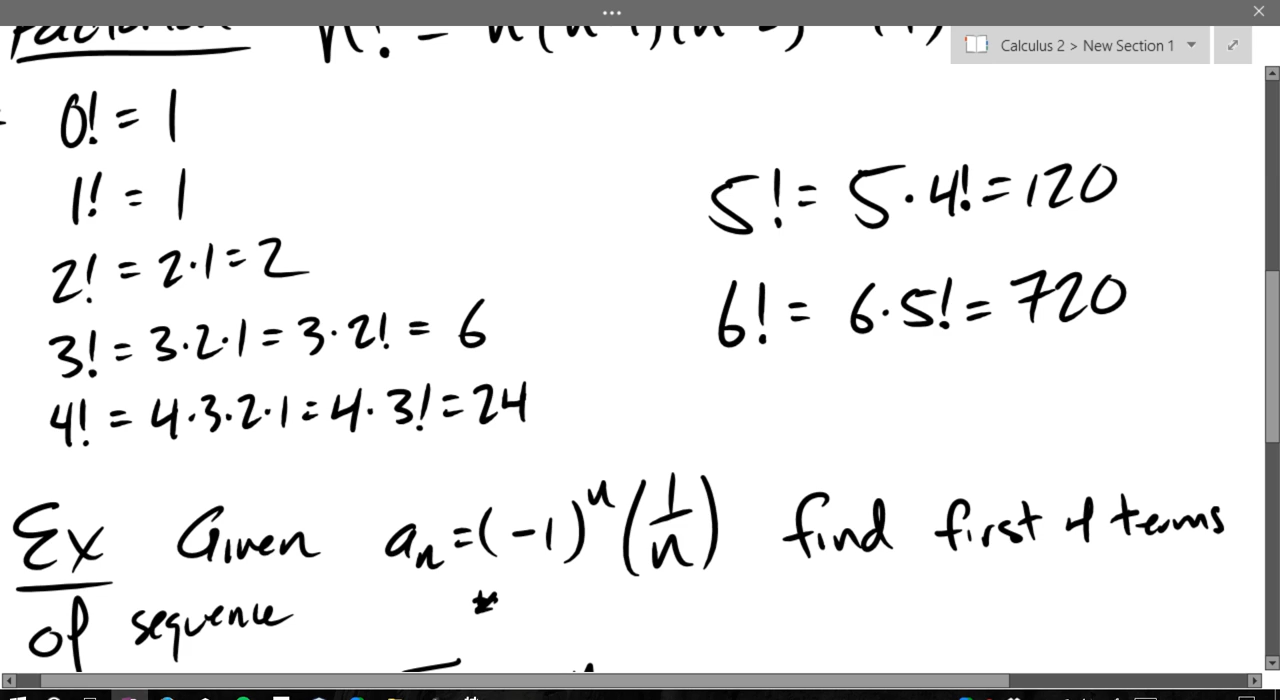 Calculus 2 > New Section 1
0! = 1
1! = 1
2! = 2·1 = 2
3! = 3·2·1 = 3·2! = 6
4! = 4·3·2·1 = 4·3! = 24
5! = 5·4! = 120
6! = 6·5! = 720
Ex Given aₙ = (-1)ⁿ (1/n) find first 4 terms
of sequence